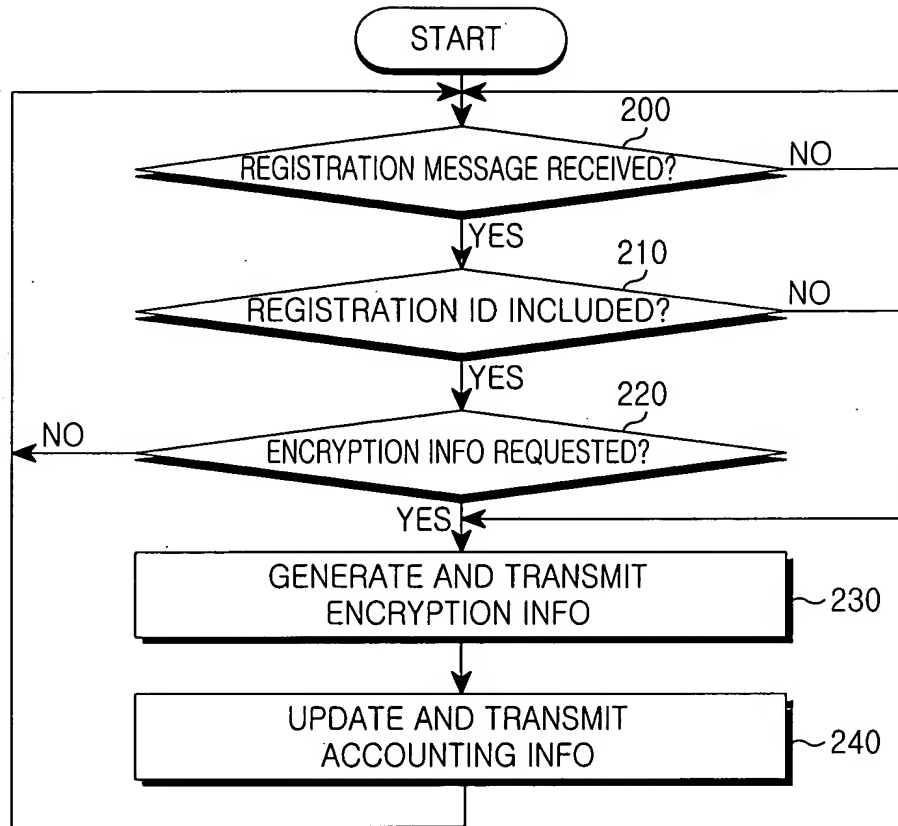 START
200
REGISTRATION MESSAGE RECEIVED?
NO
YES
210
REGISTRATION ID INCLUDED?
NO
YES
220
NO
ENCRYPTION INFO REQUESTED?
YES
GENERATE AND TRANSMIT
ENCRYPTION INFO
230
UPDATE AND TRANSMIT
ACCOUNTING INFO
240